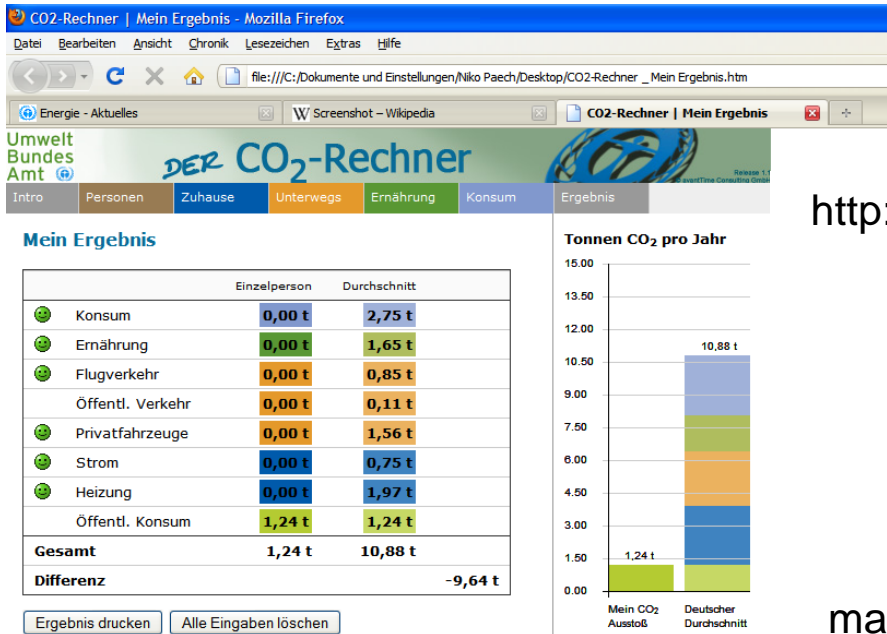 CO2-Rechner | Mein Ergebnis - Mozilla Firefox
Datei Bearbeiten Ansicht Chronik Lesezeichen Extras Hilfe
file:///C:/Dokumente und Einstellungen/Niko Paech/Desktop/CO2-Rechner _ Mein Ergebnis.htm
Energie - Aktuelles W Screenshot – Wikipedia CO2-Rechner | Mein Ergebnis
Umwelt
Bundes
Amt
DER CO2-Rechner
Release 1.1
avantTime Consulting GmbH
Intro Personen Zuhause Unterwegs Ernährung Konsum Ergebnis
http:
Mein Ergebnis
Einzelperson Durchschnitt
Konsum 0,00 t 2,75 t
Ernährung 0,00 t 1,65 t
Flugverkehr 0,00 t 0,85 t
Öffentl. Verkehr 0,00 t 0,11 t
Privatfahrzeuge 0,00 t 1,56 t
Strom 0,00 t 0,75 t
Heizung 0,00 t 1,97 t
Öffentl. Konsum 1,24 t 1,24 t
Gesamt 1,24 t 10,88 t
Differenz -9,64 t
Ergebnis drucken Alle Eingaben löschen
Tonnen CO2 pro Jahr
15.00
13.50
12.00
10,88 t
10.50
9.00
7.50
6.00
4.50
3.00
1.50 1,24 t
0.00
Mein CO2 Deutscher
Ausstoß Durchschnitt
ma